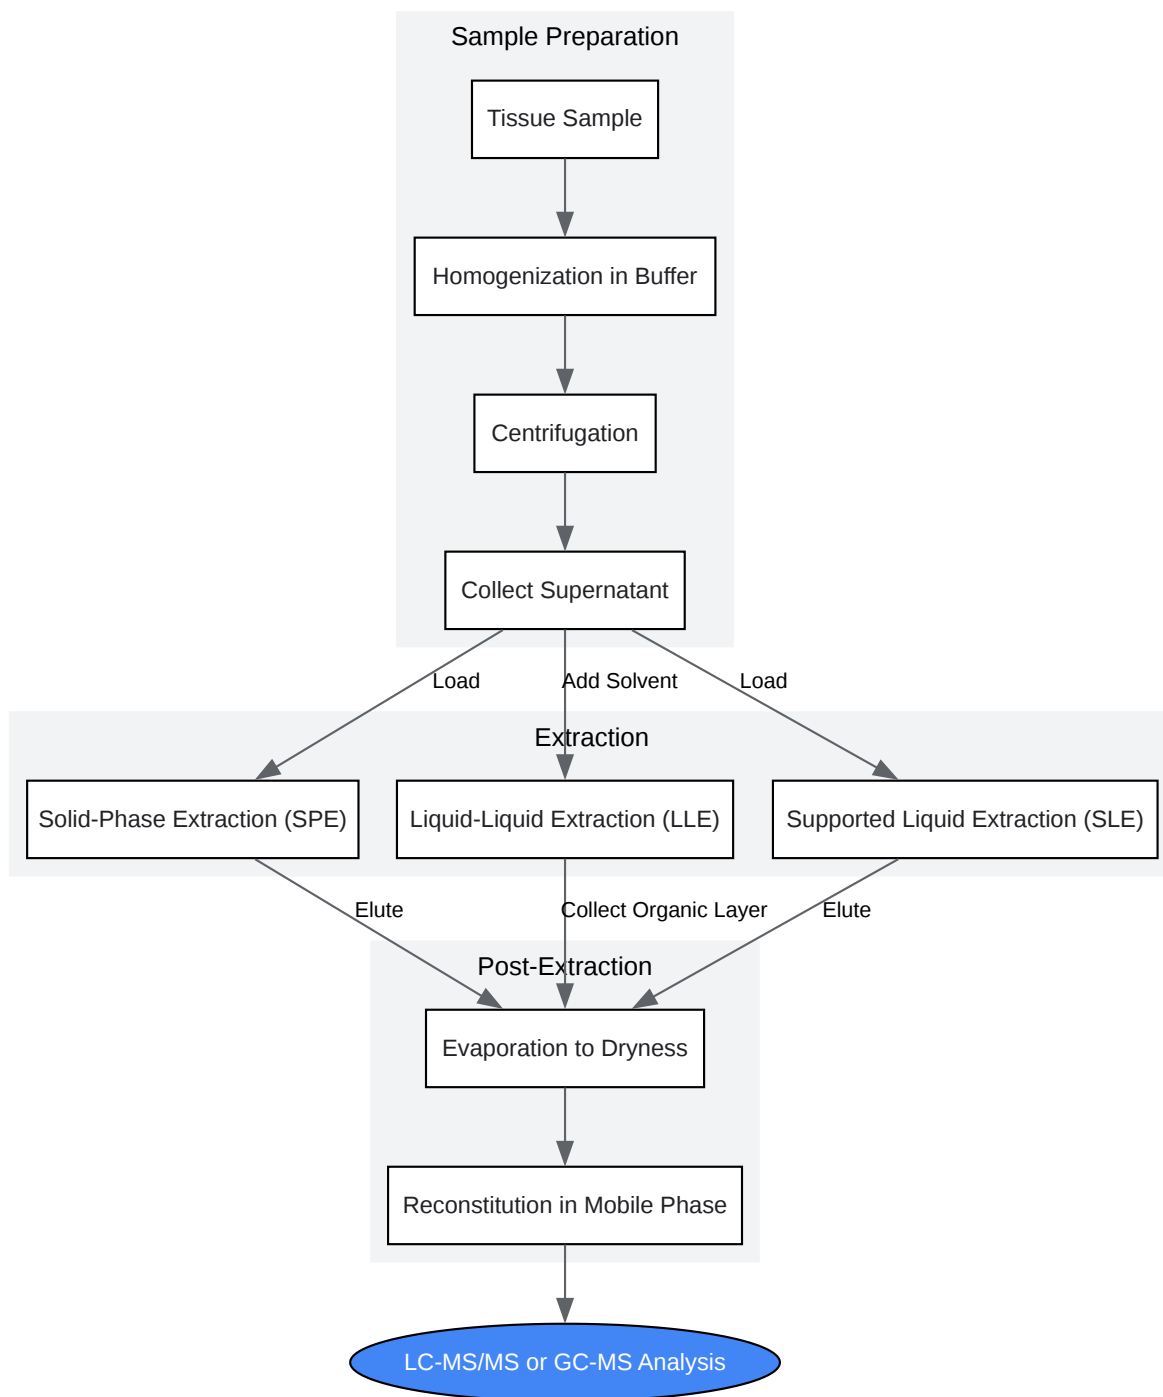 Sample Preparation
Tissue Sample
Homogenization in Buffer
Centrifugation
Collect Supernatant
Load
Add Solvent
Load
Extraction
Solid-Phase Extraction (SPE)
Liquid-Liquid Extraction (LLE)
Supported Liquid Extraction (SLE)
Elute
Collect Organic Layer
Elute
Post-Extraction
Evaporation to Dryness
Reconstitution in Mobile Phase
LC-MS/MS or GC-MS Analysis